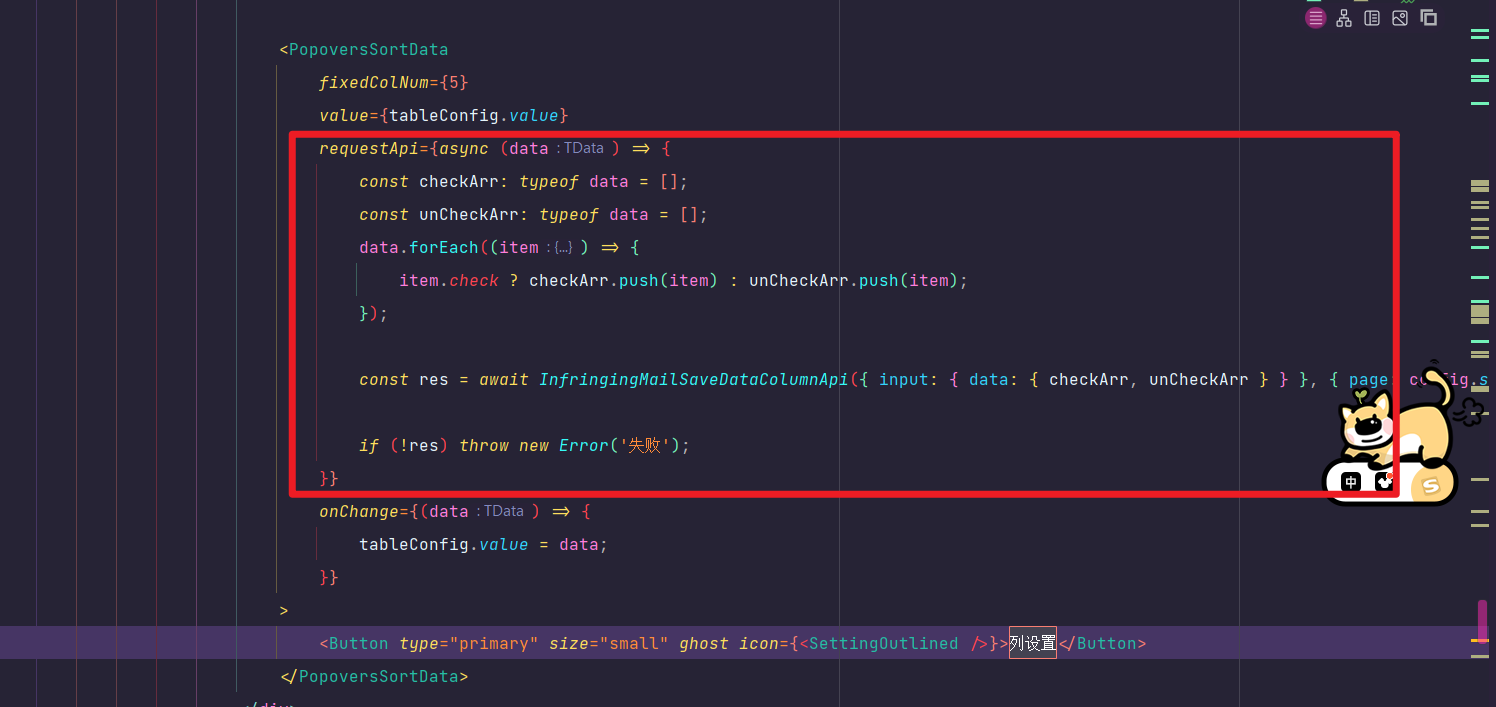 <PopoversSortData
fixedColNum={5}
value={tableConfig.value}
requestApi={async (data :TData ) => {
const checkArr: typeof data = [];
const unCheckArr: typeof data = [];
data.forEach((item :{…} ) => {
item.check ? checkArr.push(item) : unCheckArr.push(item);
});
const res = await InfringingMailSaveDataColumnApi({ input: { data: { checkArr, unCheckArr } } }, { page:
if (!res) throw new Error('失败');
}}
中
S
onChange={(data :TData ) => {
tableConfig.value = data;
}}
>
<Button type="primary" size="small" ghost icon={<SettingOutlined />}>列设置</Button>
</PopoversSortData>